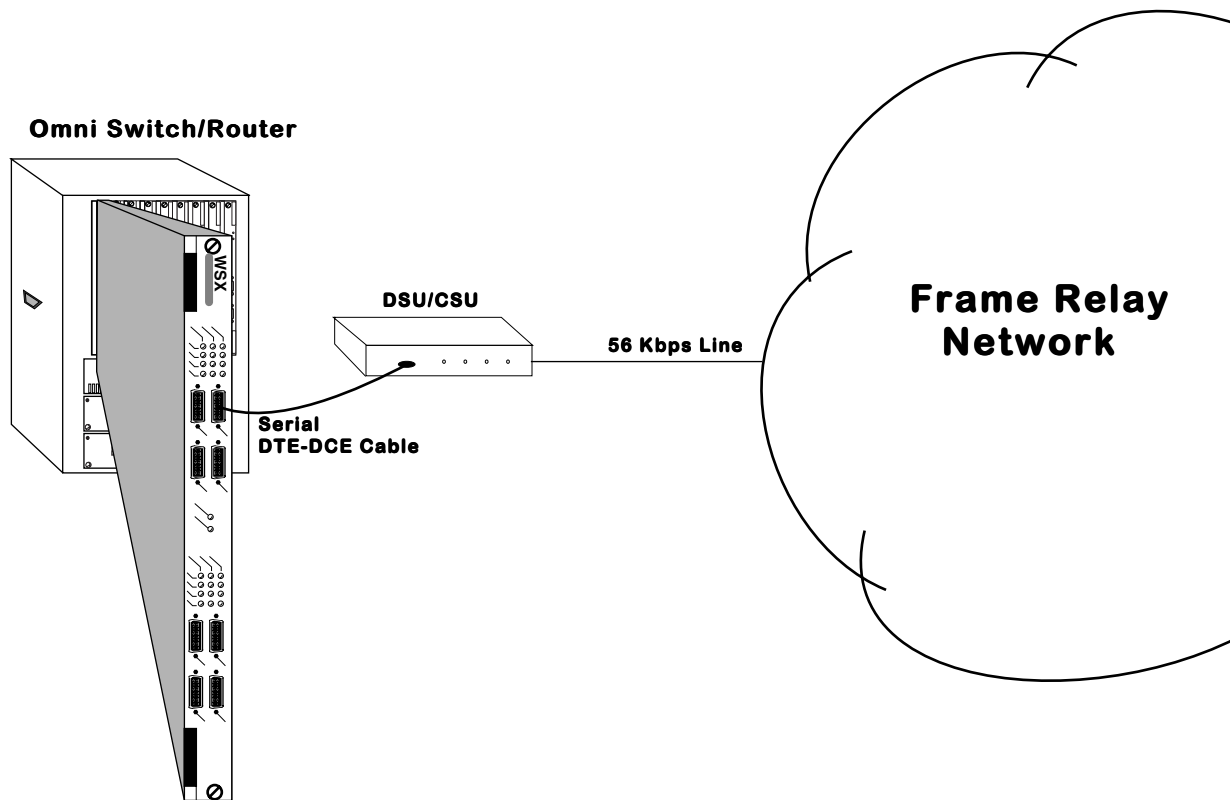 Omni Switch/Router
WSX
DSU/CSU
56 Kbps Line
Serial
DTE-DCE Cable
Frame Relay
Network